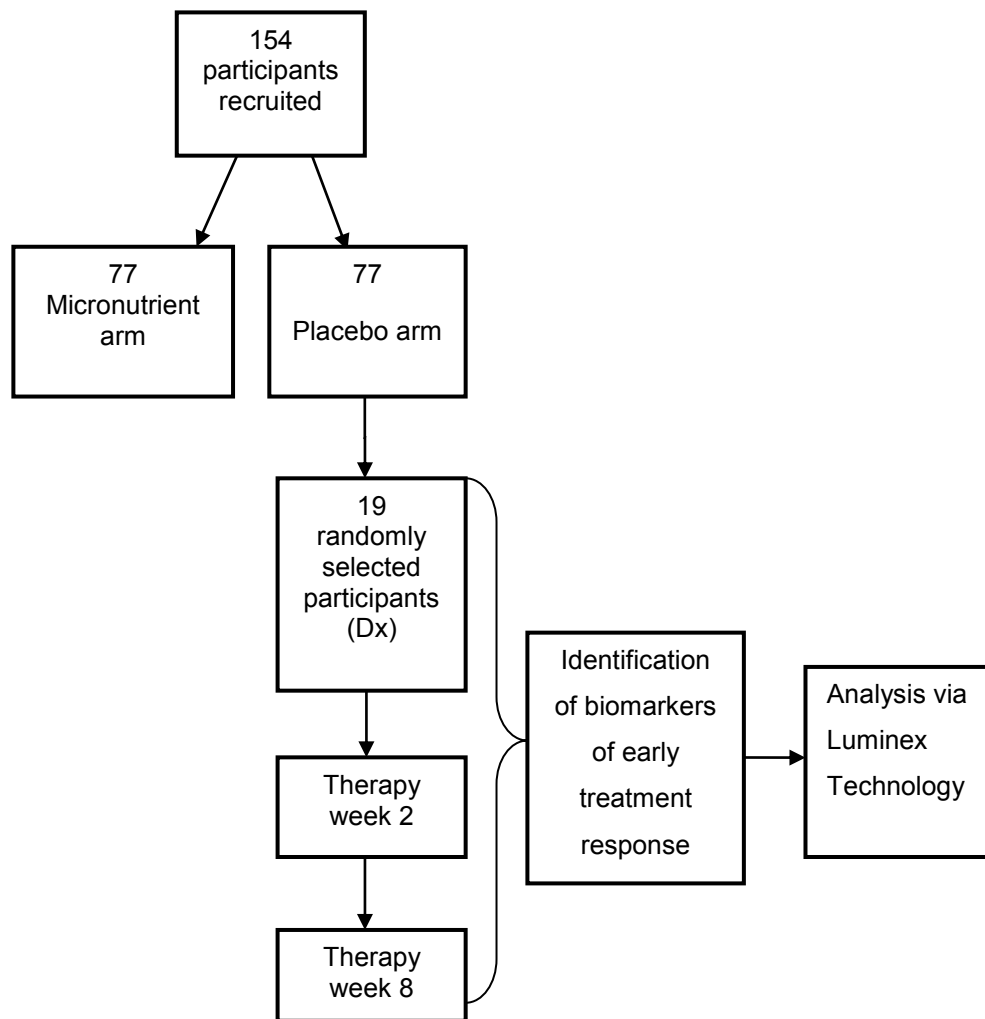 154
participants
recruited
77
Micronutrient
arm
77
Placebo arm
19
randomly
selected
participants
(Dx)
Therapy
week 2
Therapy
week 8
Identification
of biomarkers
of early
treatment
response
Analysis via
Luminex
Technology